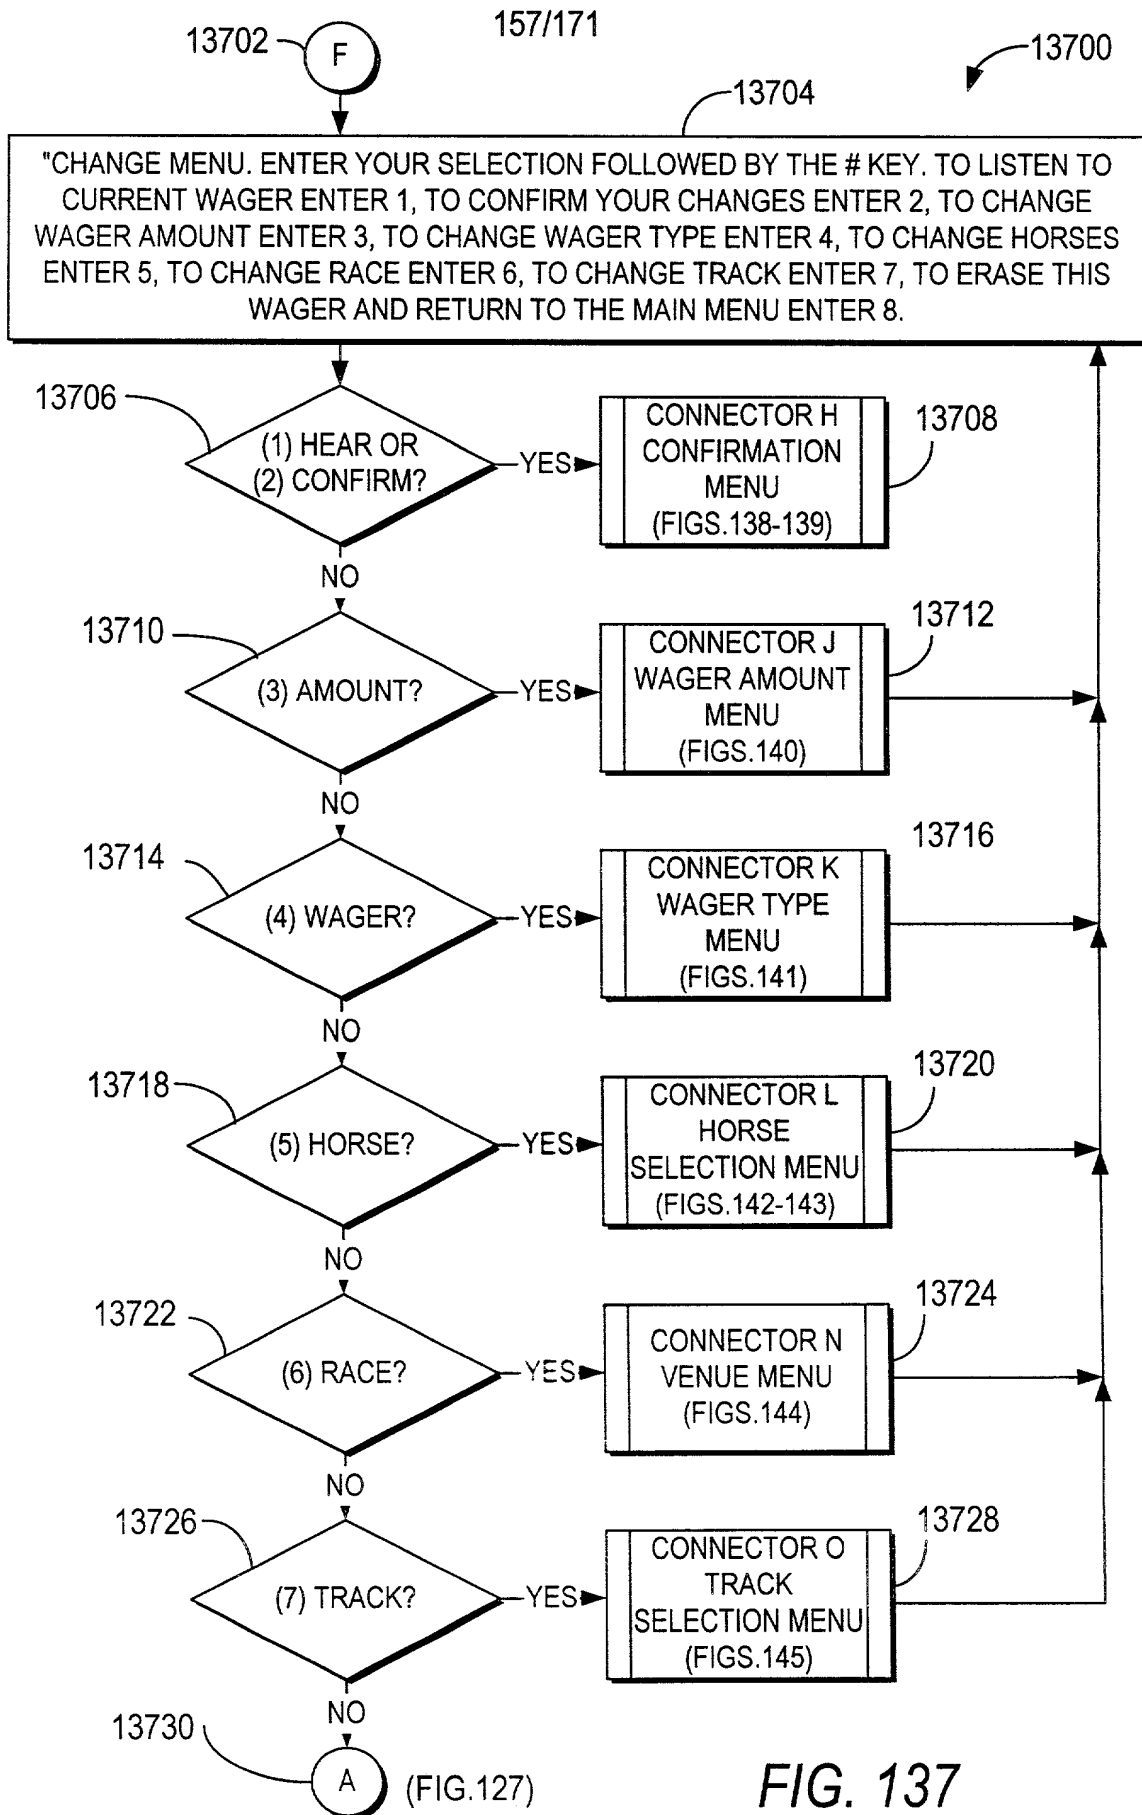 157/171
13702
F
13700
13704
"CHANGE MENU. ENTER YOUR SELECTION FOLLOWED BY THE # KEY. TO LISTEN TO
CURRENT WAGER ENTER 1, TO CONFIRM YOUR CHANGES ENTER 2, TO CHANGE
WAGER AMOUNT ENTER 3, TO CHANGE WAGER TYPE ENTER 4, TO CHANGE HORSES
ENTER 5, TO CHANGE RACE ENTER 6, TO CHANGE TRACK ENTER 7, TO ERASE THIS
WAGER AND RETURN TO THE MAIN MENU ENTER 8.
13706
(1) HEAR OR
(2) CONFIRM?
YES
CONNECTOR H
CONFIRMATION
MENU
(FIGS.138-139)
13708
NO
13710
(3) AMOUNT?
YES
CONNECTOR J
WAGER AMOUNT
MENU
(FIGS.140)
13712
NO
13714
(4) WAGER?
YES
CONNECTOR K
WAGER TYPE
MENU
(FIGS.141)
13716
NO
13718
(5) HORSE?
YES
CONNECTOR L
HORSE
SELECTION MENU
(FIGS.142-143)
13720
NO
13722
(6) RACE?
YES
CONNECTOR N
VENUE MENU
(FIGS.144)
13724
NO
13726
(7) TRACK?
YES
CONNECTOR O
TRACK
SELECTION MENU
(FIGS.145)
13728
NO
13730
A
(FIG.127)
FIG. 137